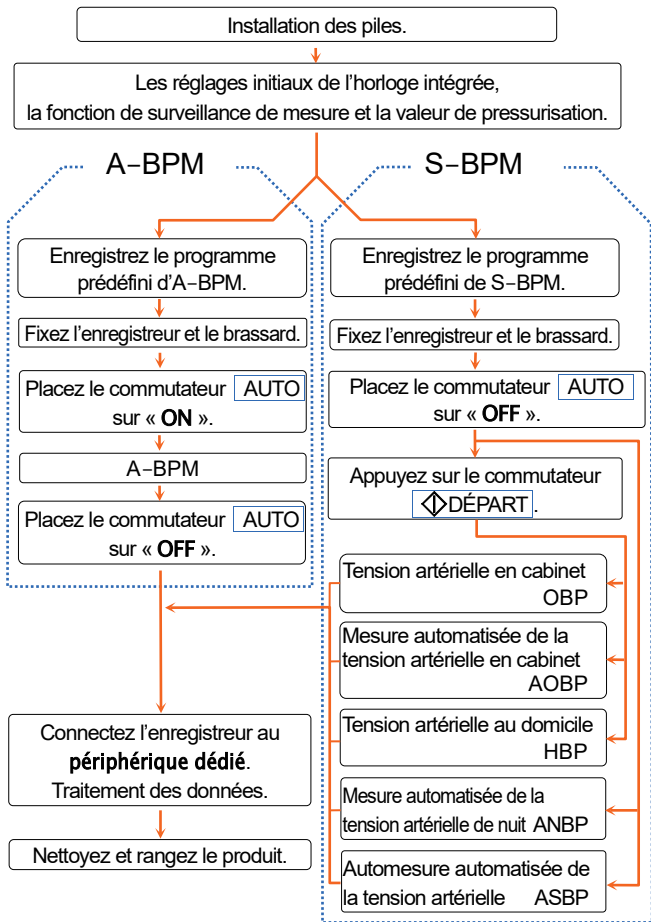 Installation des piles.
Les réglages initiaux de l'horloge intégrée,
la fonction de surveillance de mesure et la valeur de pressurisation.
A−BPM
Enregistrez le programme
prédéfini d'A−BPM.
Fixez l'enregistreur et le brassard.
Placez le commutateur AUTO
sur « ON ».
A−BPM
Placez le commutateur AUTO
sur « OFF ».
S−BPM
Enregistrez le programme
prédéfini de S−BPM.
Fixez l'enregistreur et le brassard.
Placez le commutateur AUTO
sur « OFF ».
Appuyez sur le commutateur
DÉPART.
Tension artérielle en cabinet
OBP
Mesure automatisée de la
tension artérielle en cabinet
AOBP
Tension artérielle au domicile
HBP
Mesure automatisée de la
tension artérielle de nuit ANBP
Automesure automatisée de
la tension artérielle ASBP
Connectez l'enregistreur au
périphérique dédié.
Traitement des données.
Nettoyez et rangez le produit.